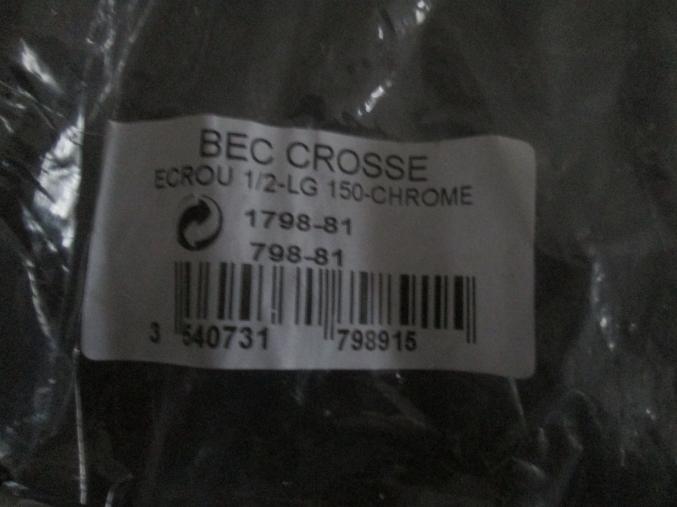 BEC CROSSE
ECROU 1/2-LG 150-CHROME
1798-81
798-81
3 540731 798915